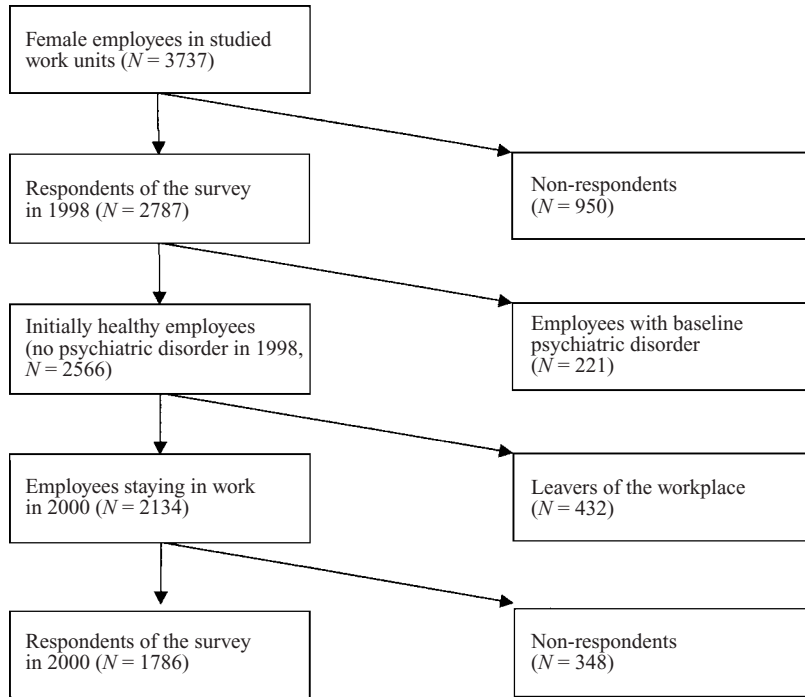 Female employees in studied
work units (N = 3737)
Respondents of the survey
in 1998 (N = 2787)
Non-respondents
(N = 950)
Initially healthy employees
(no psychiatric disorder in 1998,
N = 2566)
Employees with baseline
psychiatric disorder
(N = 221)
Employees staying in work
in 2000 (N = 2134)
Leavers of the workplace
(N = 432)
Respondents of the survey
in 2000 (N = 1786)
Non-respondents
(N = 348)